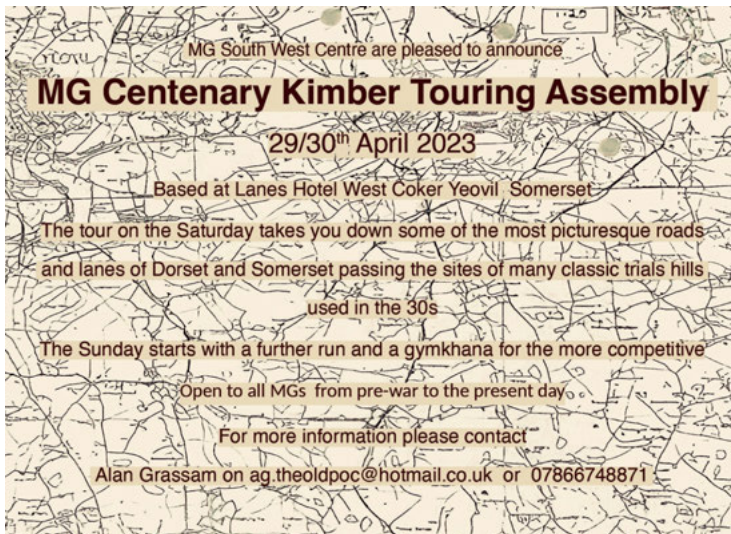 1·25
C
MG South West Centre are pleased to announce
MG Centenary Kimber Touring Assembly
29/30th April 2023
Based at Lanes Hotel West Coker Yeovil Somerset
The tour on the Saturday takes you down some of the most picturesque roads
and lanes of Dorset and Somerset passing the sites of many classic trials hills
used in the 30s
The Sunday starts with a further run and a gymkhana for the more competitive
Open to all MGs from pre-war to the present day
For more information please contact
Alan Grassam on ag.theoldpoc@hotmail.co.uk or 07866748871